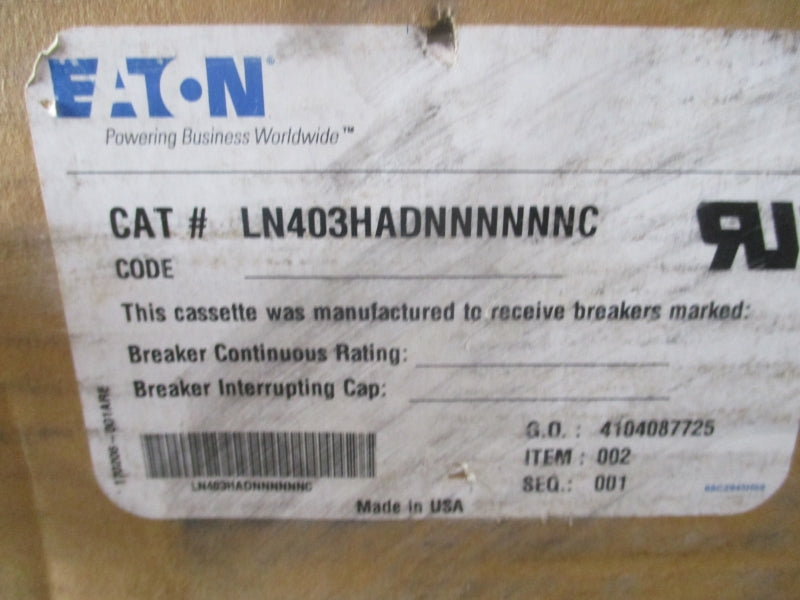 EATON®
Powering Business Worldwide™
CAT # LN403HADNNNNNNC
CODE
This cassette was manufactured to receive breakers marked:
Breaker Continuous Rating:
Breaker Interrupting Cap:
LN403HADNNNNNNC
G.O. : 4104087725
ITEM : 002
SEQ.: 001
Made in USA